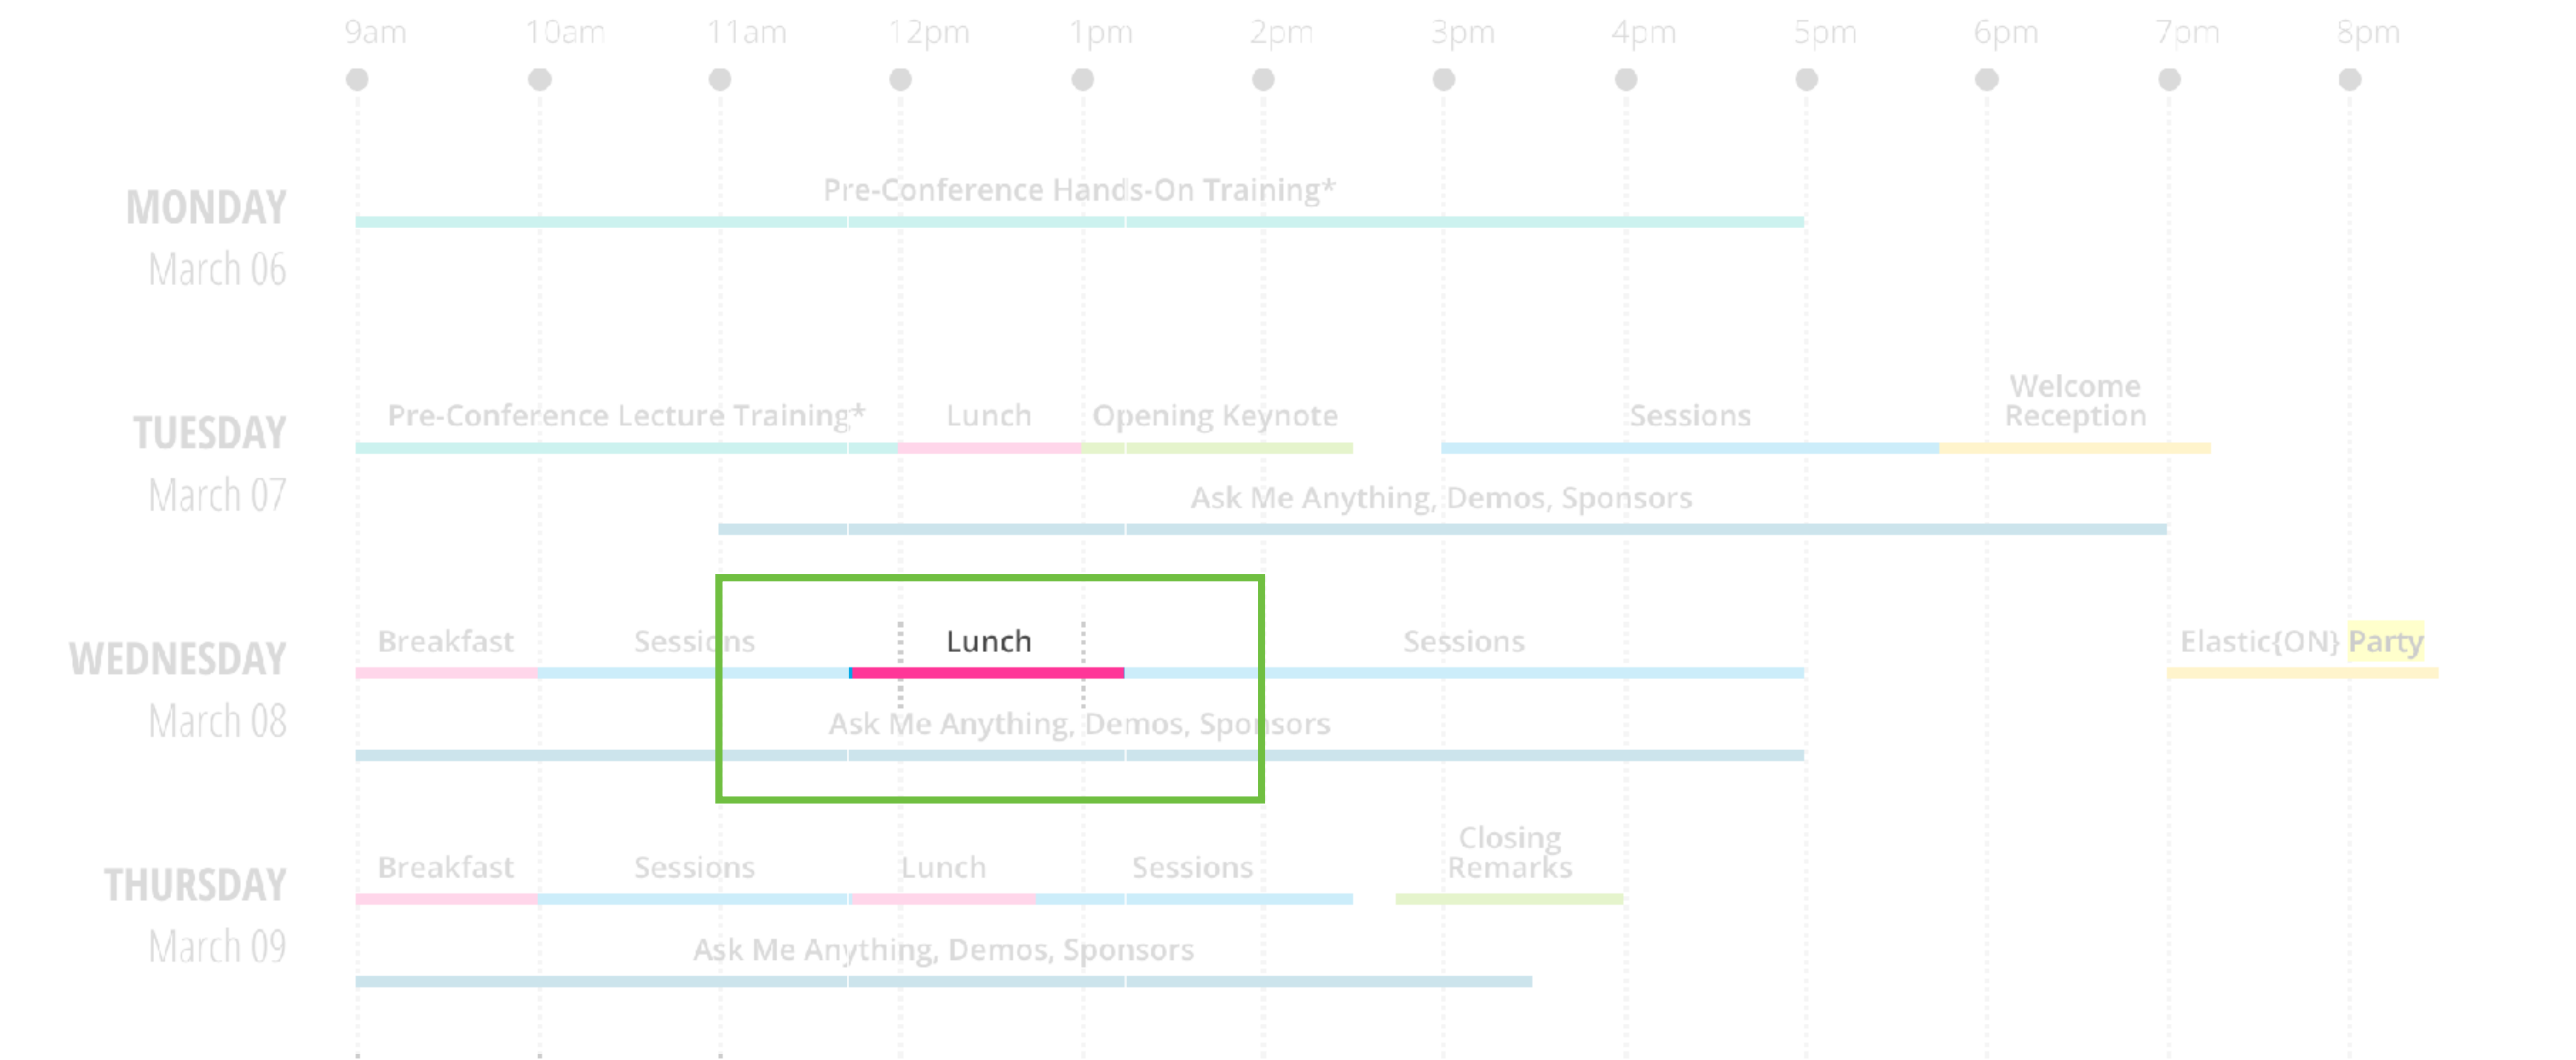 9am 10am 11am 12pm 1pm 2pm 3pm 4pm 5pm 6pm 7pm 8pm
Pre-Conference Hands-On Training*
MONDAY
March 06
Welcome
Reception
Pre-Conference Lecture Training* Lunch Opening Keynote Sessions
TUESDAY
March 07
Ask Me Anything, Demos, Sponsors
Breakfast Sessions Lunch Sessions Elastic{ON} Party
WEDNESDAY
March 08
Ask Me Anything, Demos, Sponsors
Closing
Remarks
Breakfast Sessions Lunch Sessions
THURSDAY
March 09
Ask Me Anything, Demos, Sponsors